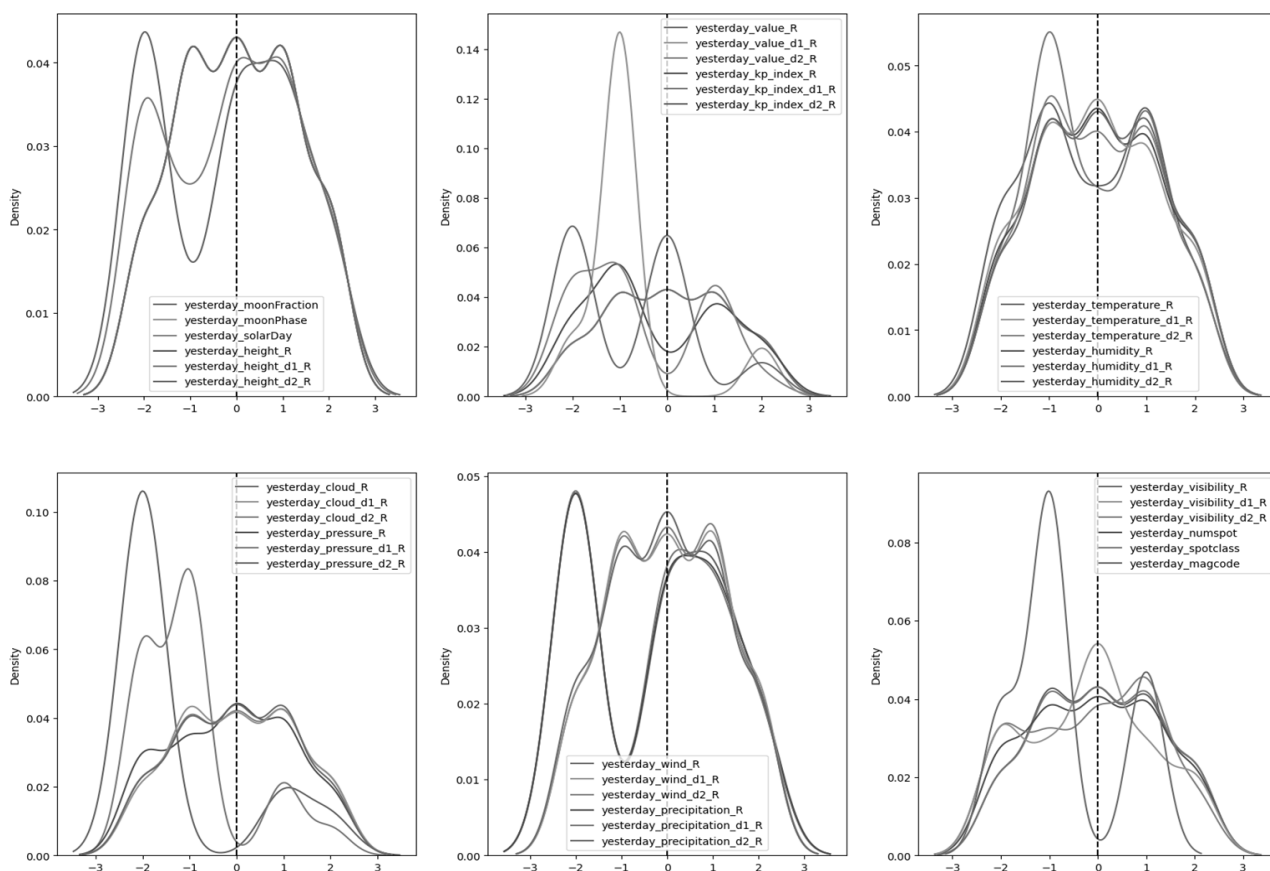 0.04
0.03
0.02
0.01
0.00
Density
−3 −2 −1 0 1 2 3
yesterday_moonFraction
yesterday_moonPhase
yesterday_solarDay
yesterday_height_R
yesterday_height_d1_R
yesterday_height_d2_R
0.14
0.12
0.10
0.08
0.06
0.04
0.02
0.00
Density
−3 −2 −1 0 1 2 3
yesterday_value_R
yesterday_value_d1_R
yesterday_value_d2_R
yesterday_kp_index_R
yesterday_kp_index_d1_R
yesterday_kp_index_d2_R
0.05
0.04
0.03
0.02
0.01
0.00
Density
−3 −2 −1 0 1 2 3
yesterday_temperature_R
yesterday_temperature_d1_R
yesterday_temperature_d2_R
yesterday_humidity_R
yesterday_humidity_d1_R
yesterday_humidity_d2_R
0.10
0.08
0.06
0.04
0.02
0.00
Density
−3 −2 −1 0 1 2 3
yesterday_cloud_R
yesterday_cloud_d1_R
yesterday_cloud_d2_R
yesterday_pressure_R
yesterday_pressure_d1_R
yesterday_pressure_d2_R
0.05
0.04
0.03
0.02
0.01
0.00
Density
−3 −2 −1 0 1 2 3
yesterday_wind_R
yesterday_wind_d1_R
yesterday_wind_d2_R
yesterday_precipitation_R
yesterday_precipitation_d1_R
yesterday_precipitation_d2_R
0.08
0.06
0.04
0.02
0.00
Density
−3 −2 −1 0 1 2 3
yesterday_visibility_R
yesterday_visibility_d1_R
yesterday_visibility_d2_R
yesterday_numspot
yesterday_spotclass
yesterday_magcode